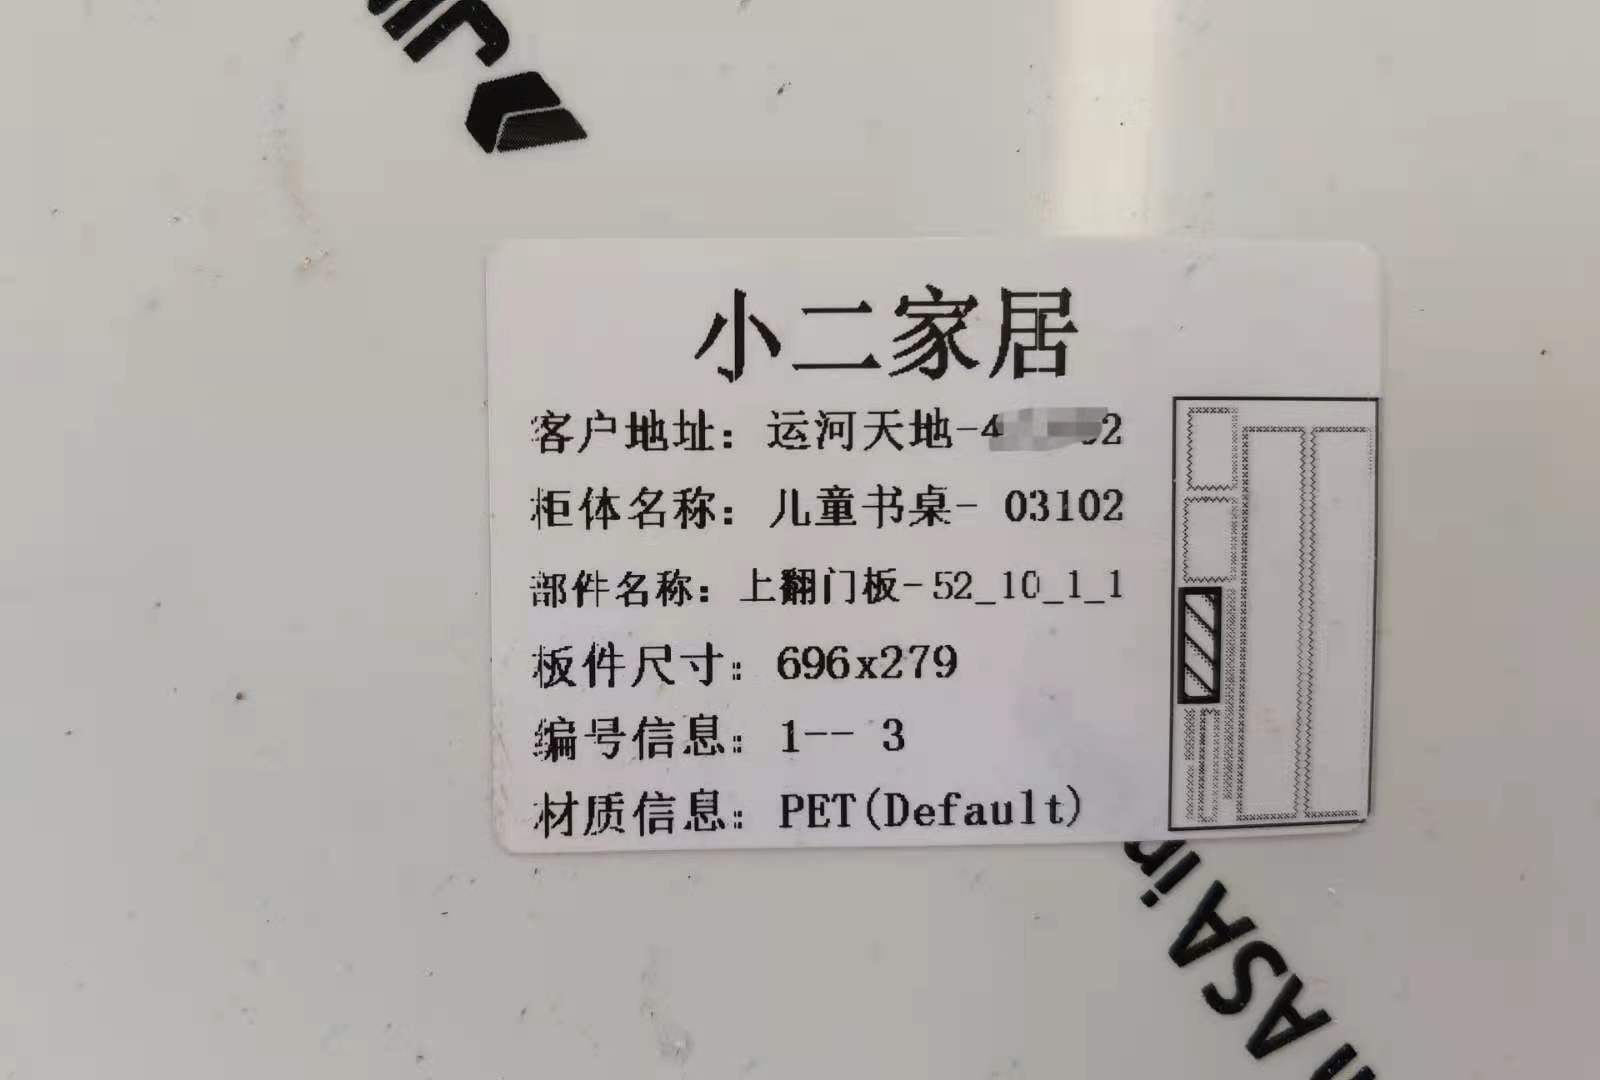 小二家居
客户地址：运河天地-4 2
柜体名称：儿童书桌- 03102
部件名称：上翻门板-52_10_1_1
板件尺寸：696x279
编号信息：1-- 3
材质信息：PET(Default)